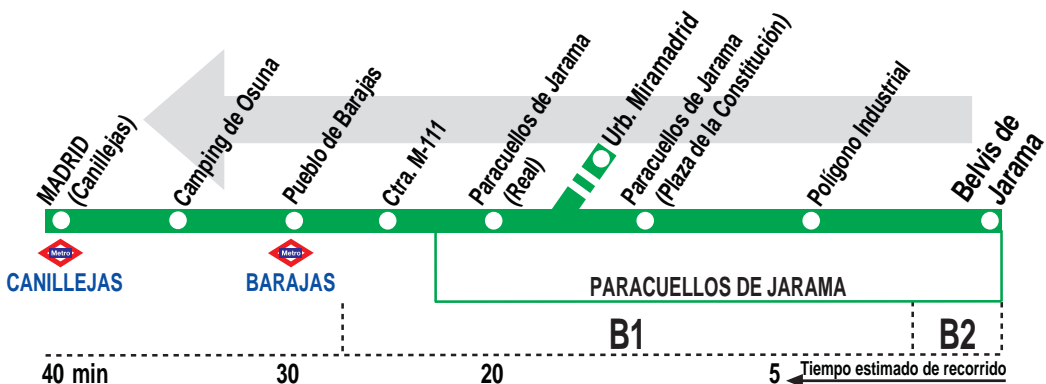 MADRID
(Canillejas)
Camping de Osuna
Pueblo de Barajas
Ctra. M-111
Paracuellos de Jarama
(Real)
Urb. Miramadrid
Paracuellos de Jarama
(Plaza de la Constitución)
Polígono Industrial
Belvis de
Jarama
Metro
Metro
CANILLEJAS
BARAJAS
PARACUELLOS DE JARAMA
B1
B2
40 min
30
20
5
Tiempo estimado de recorrido